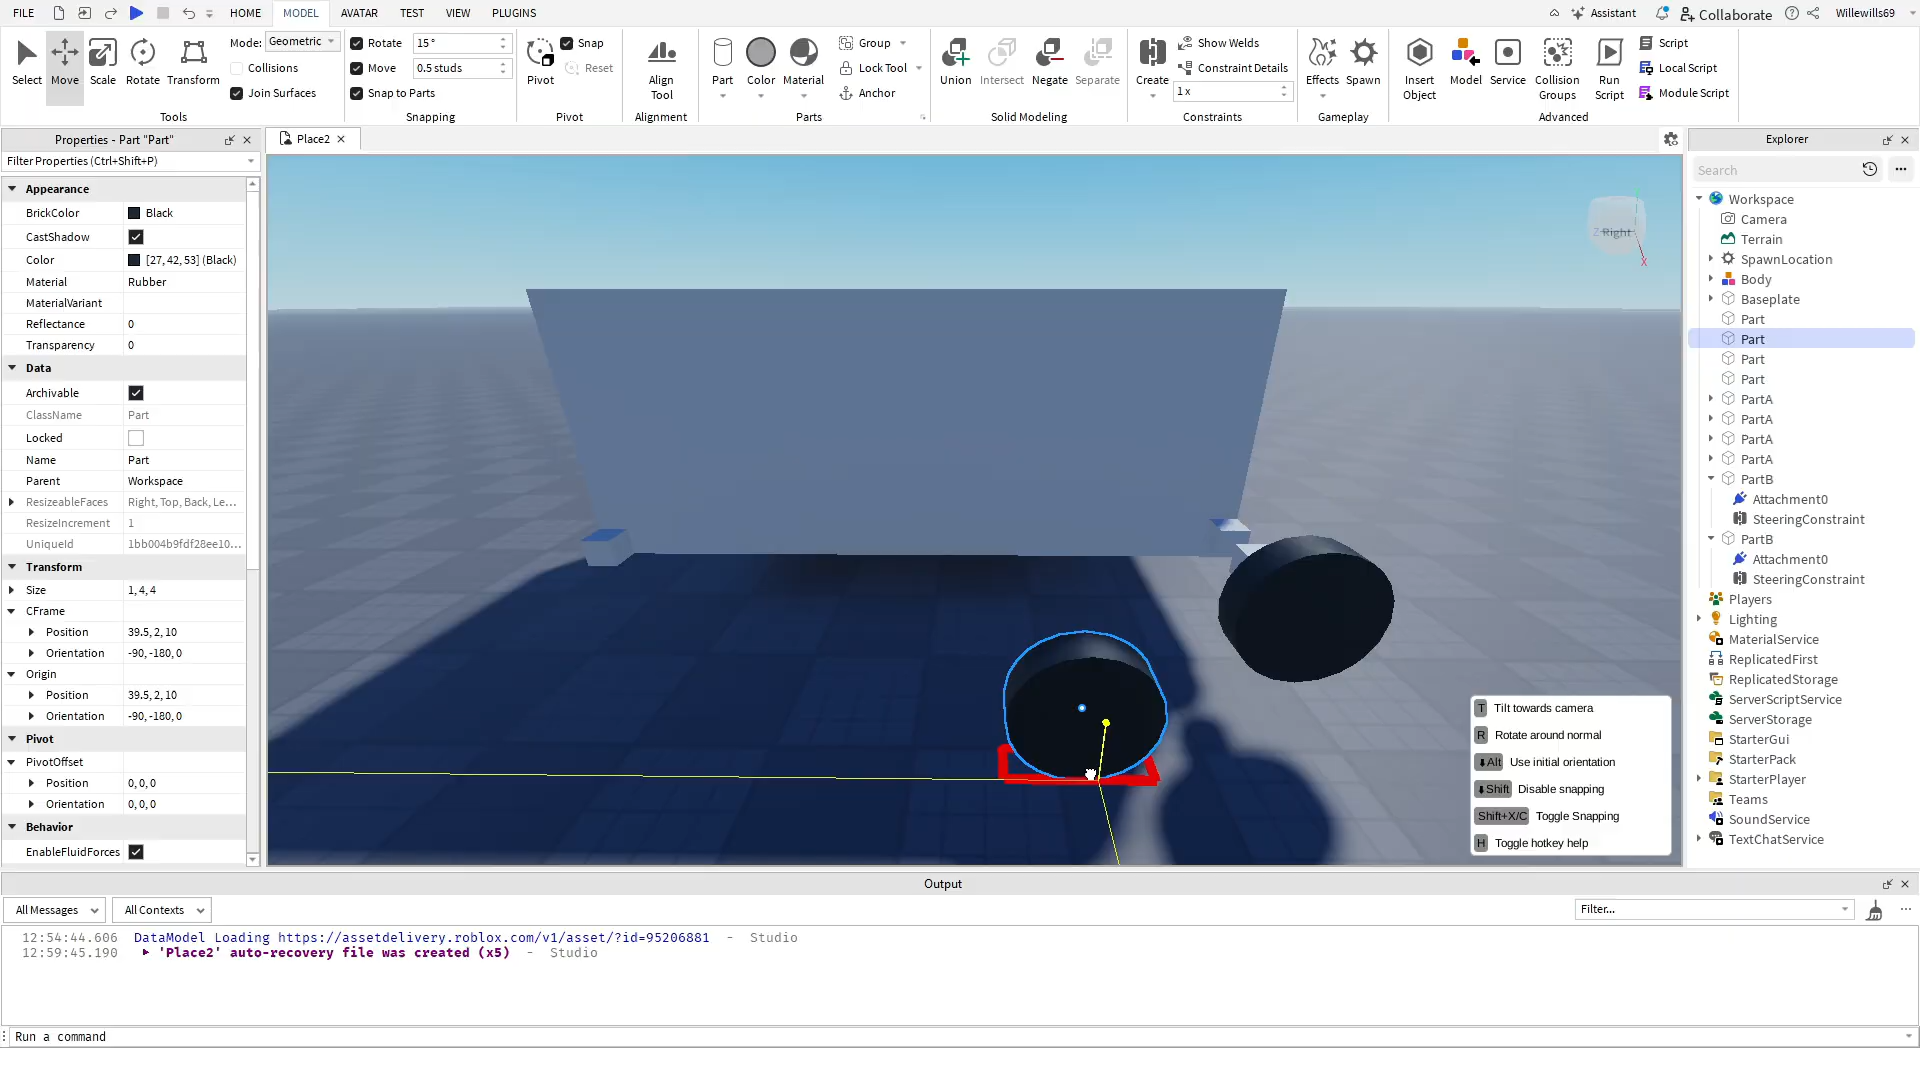 FILE HOME MODEL AVATAR TEST VIEW PLUGINS Assistant Collaborate Willewills69
Select Move Scale Rotate Transform Mode: Geometric Collisions Join Surfaces Tools
Rotate 15° Move 0.5 studs Snap to Parts Snapping
Pivot Snap Reset Pivot
Align Tool Alignment
Part Color Material Group Lock Tool Anchor Parts
Union Intersect Negate Separate Solid Modeling
Create Show Welds Constraint Details 1 x Constraints
Effects Spawn Gameplay
Insert Object Model Service Collision Groups Run Script Script Local Script Module Script Advanced
Properties - Part "Part"
Filter Properties (Ctrl+Shift+P)
Appearance
BrickColor Black
CastShadow
Color [27, 42, 53] (Black)
Material Rubber
MaterialVariant
Reflectance 0
Transparency 0
Data
Archivable
ClassName Part
Locked
Name Part
Parent Workspace
ResizeableFaces Right, Top, Back, Le...
ResizeIncrement 1
UniqueId 1bb004b9fdf28ee10...
Transform
Size 1, 4, 4
CFrame
Position 39.5, 2, 10
Orientation -90, -180, 0
Origin
Position 39.5, 2, 10
Orientation -90, -180, 0
Pivot
PivotOffset
Position 0, 0, 0
Orientation 0, 0, 0
Behavior
EnableFluidForces
Place2
Z Right
X
T Tilt towards camera
R Rotate around normal
Alt Use initial orientation
Shift Disable snapping
Shift+X/C Toggle Snapping
H Toggle hotkey help
Explorer
Search
Workspace
Camera
Terrain
SpawnLocation
Body
Baseplate
Part
Part
Part
Part
PartA
PartA
PartA
PartA
PartB
Attachment0
SteeringConstraint
PartB
Attachment0
SteeringConstraint
Players
Lighting
MaterialService
ReplicatedFirst
ReplicatedStorage
ServerScriptService
ServerStorage
StarterGui
StarterPack
StarterPlayer
Teams
SoundService
TextChatService
Output
All Messages All Contexts Filter...
12:54:44.606 DataModel Loading https://assetdelivery.roblox.com/v1/asset/?id=95206881 - Studio
12:59:45.190 'Place2' auto-recovery file was created (x5) - Studio
Run a command